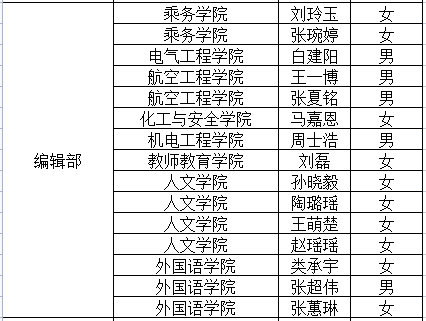 乘务学院 刘玲玉 女
乘务学院 张琬婷 女
电气工程学院 白建阳 男
航空工程学院 王一博 男
航空工程学院 张夏铭 男
化工与安全学院 马嘉恩 女
机电工程学院 周士浩 男
编辑部 教师教育学院 刘磊 女
人文学院 孙晓毅 女
人文学院 陶璐瑶 女
人文学院 王萌楚 女
人文学院 赵瑶瑶 女
外国语学院 类承宇 女
外国语学院 张超伟 男
外国语学院 张蕙琳 女